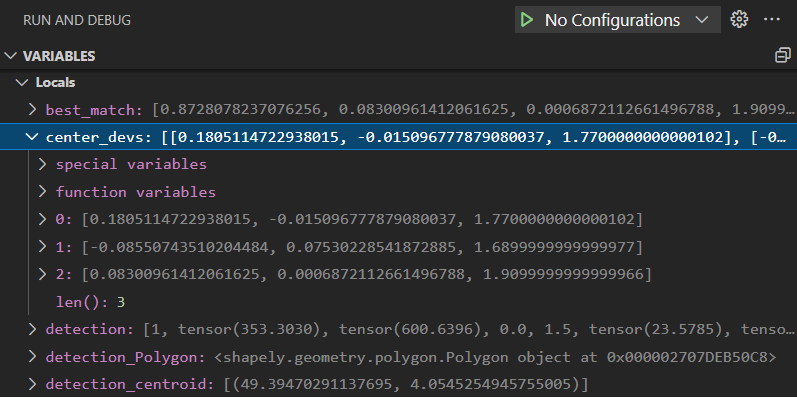 RUN AND DEBUG No Configurations
VARIABLES
Locals
best_match: [0.8728078237076256, 0.08300961412061625, 0.0006872112661496788, 1.9099…
center_devs: [[0.1805114722938015, -0.015096777879080037, 1.7700000000000102], [-0…
special variables
function variables
0: [0.1805114722938015, -0.015096777879080037, 1.7700000000000102]
1: [-0.08550743510204484, 0.07530228541872885, 1.6899999999999977]
2: [0.08300961412061625, 0.0006872112661496788, 1.9099999999999966]
len(): 3
detection: [1, tensor(353.3030), tensor(600.6396), 0.0, 1.5, tensor(23.5785), tenso…
detection_Polygon: <shapely.geometry.polygon.Polygon object at 0x000002707DEB50C8>
detection_centroid: [(49.39470291137695, 4.0545254945755005)]